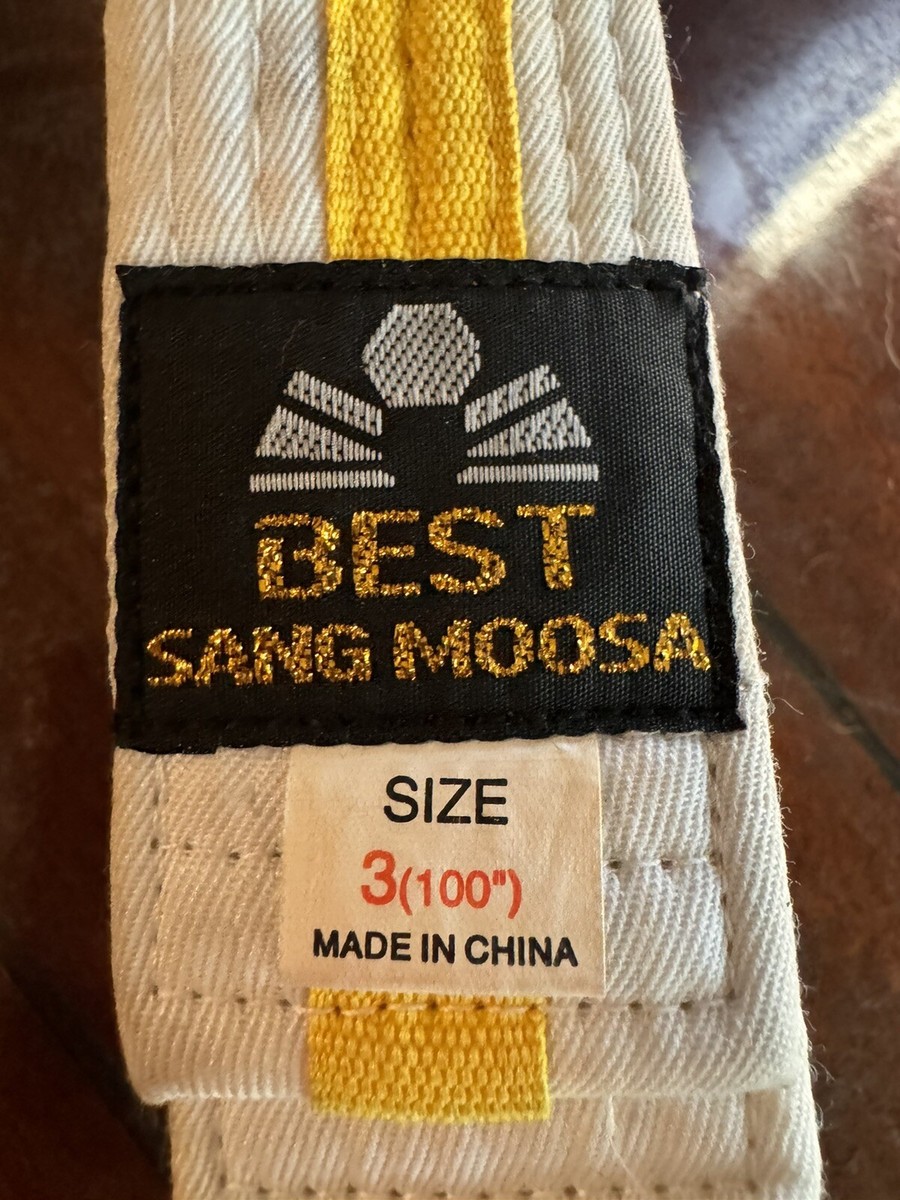 BEST
SANG MOOSA
SIZE
3(100")
MADE IN CHINA